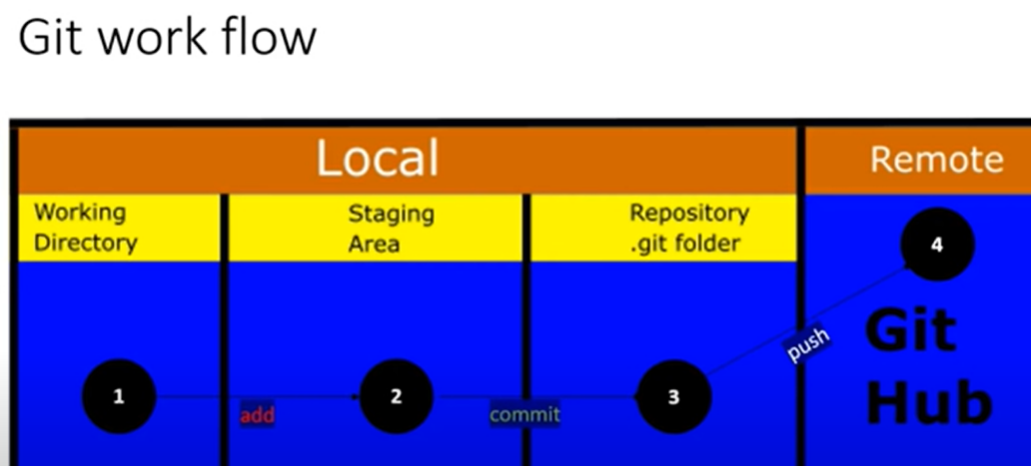 Git work flow
Local
Remote
Working
Directory
Staging
Area
Repository
.git folder
4
Git
Hub
push
1
add
2
commit
3